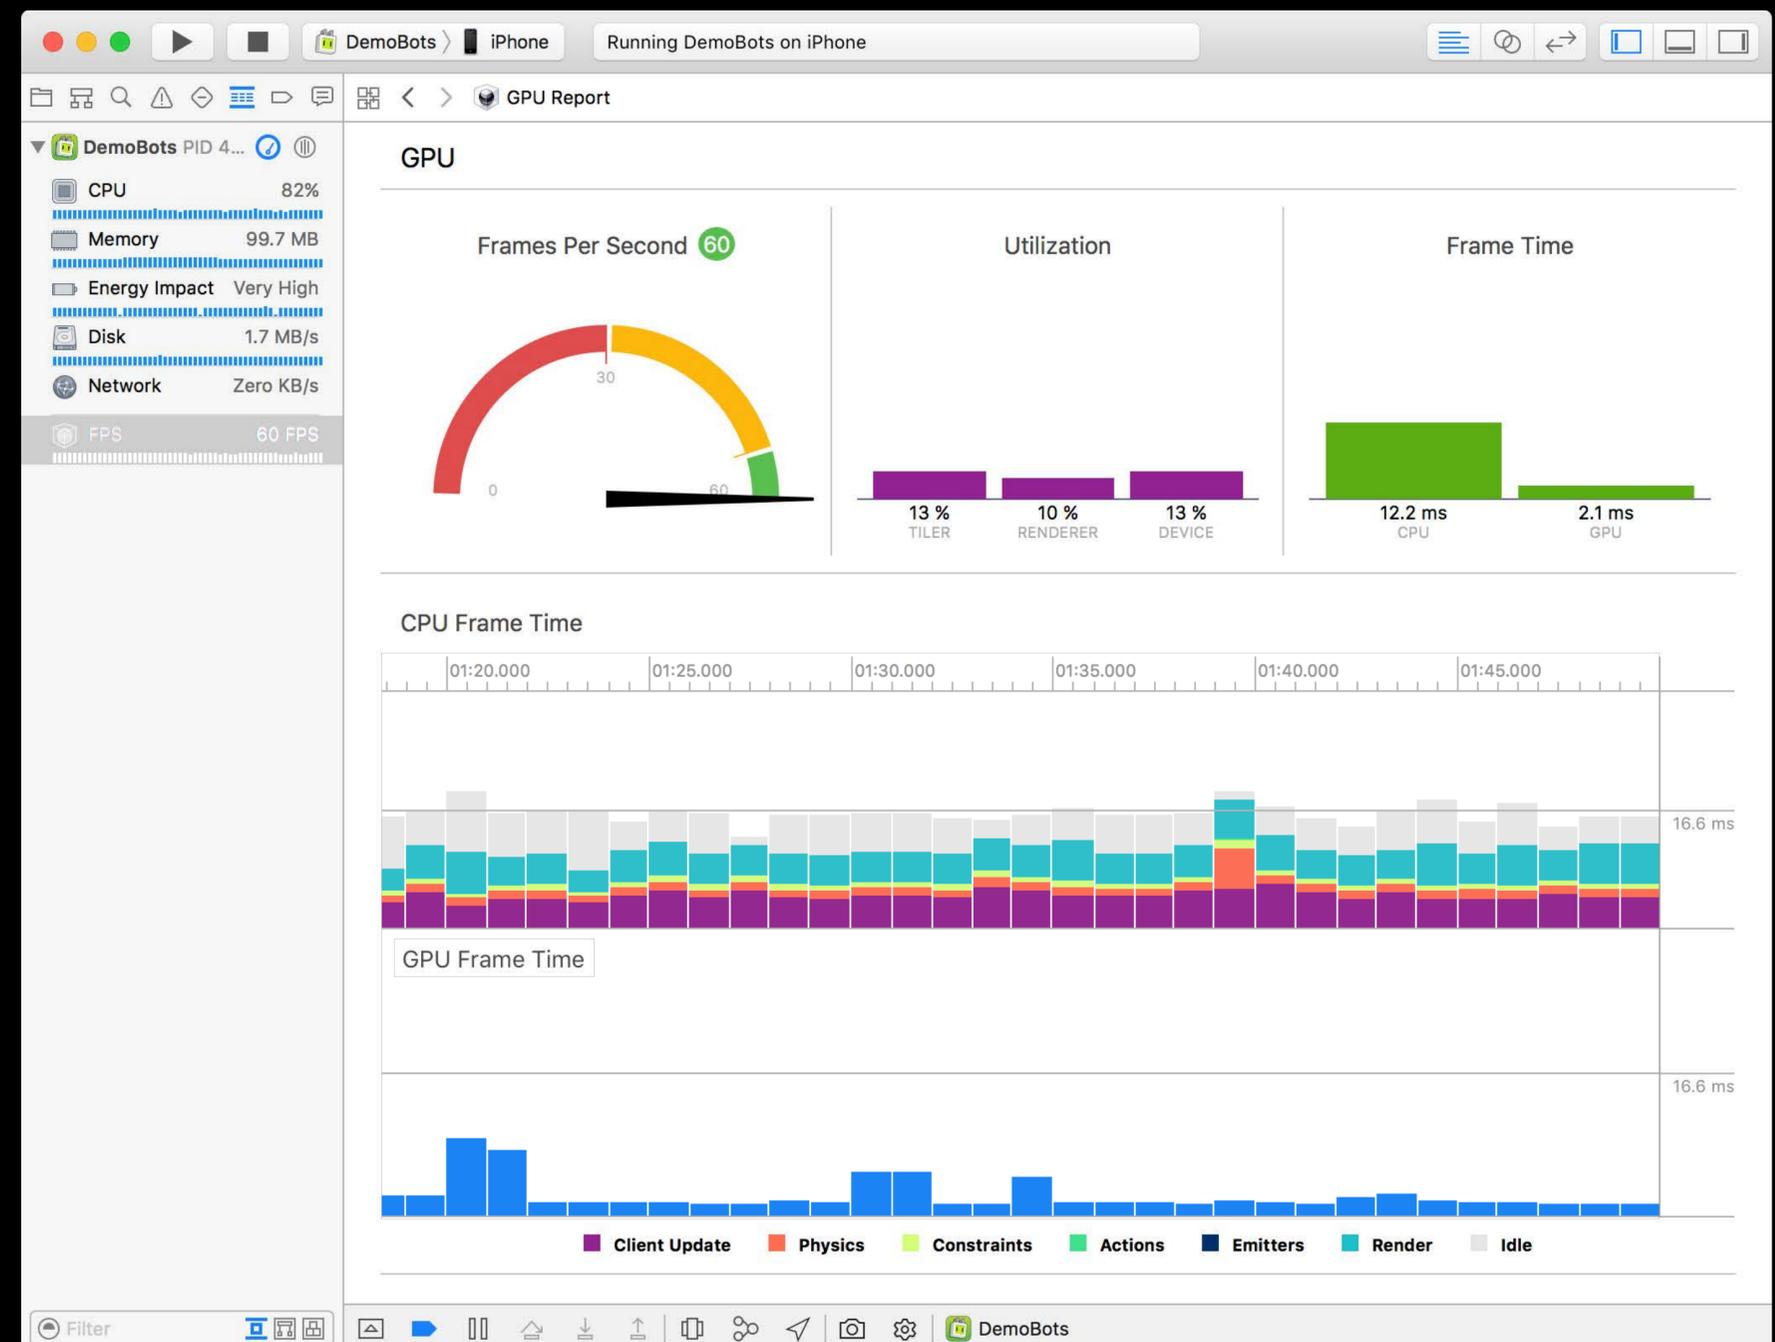 DemoBots 〉 iPhone
Running DemoBots on iPhone
GPU Report
DemoBots PID 4...
CPU 82%
Memory 99.7 MB
Energy Impact Very High
Disk 1.7 MB/s
Network Zero KB/s
FPS 60 FPS
GPU
Frames Per Second 60
30
0
60
Utilization
13 % 10 % 13 %
TILER RENDERER DEVICE
Frame Time
12.2 ms 2.1 ms
CPU GPU
CPU Frame Time
01:20.000 01:25.000 01:30.000 01:35.000 01:40.000 01:45.000
16.6 ms
GPU Frame Time
16.6 ms
Client Update Physics Constraints Actions Emitters Render Idle
Filter
DemoBots